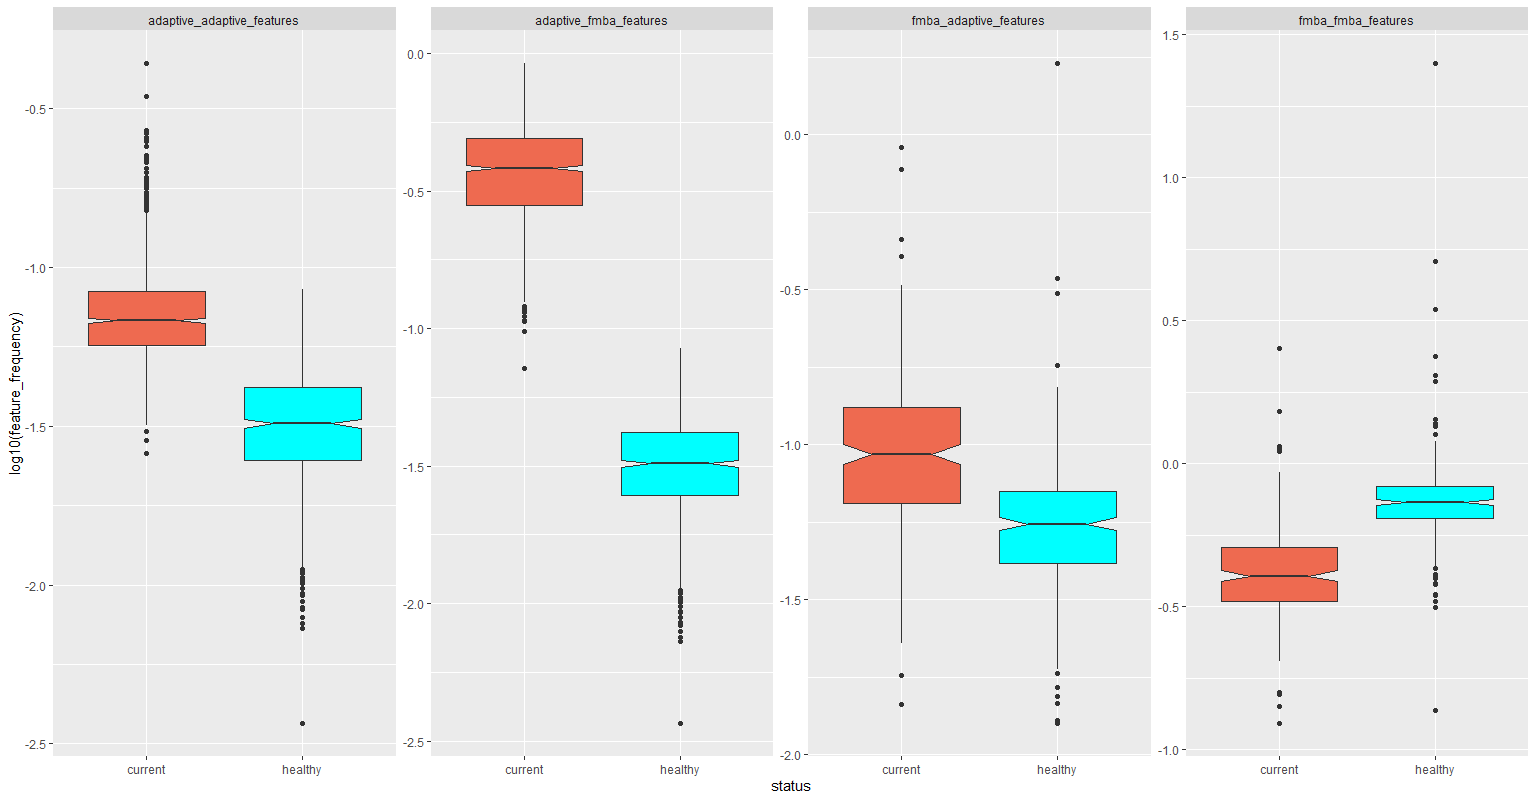 adaptive_adaptive_features
adaptive_fmba_features
fmba_adaptive_features
fmba_fmba_features
log10(feature_frequency)
-0.5
-1.0
-1.5
-2.0
-2.5
0.0
-0.5
-1.0
-1.5
-2.0
-2.5
0.0
-0.5
-1.0
-1.5
-2.0
1.5
1.0
0.5
0.0
-0.5
-1.0
current
healthy
current
healthy
current
healthy
current
healthy
status